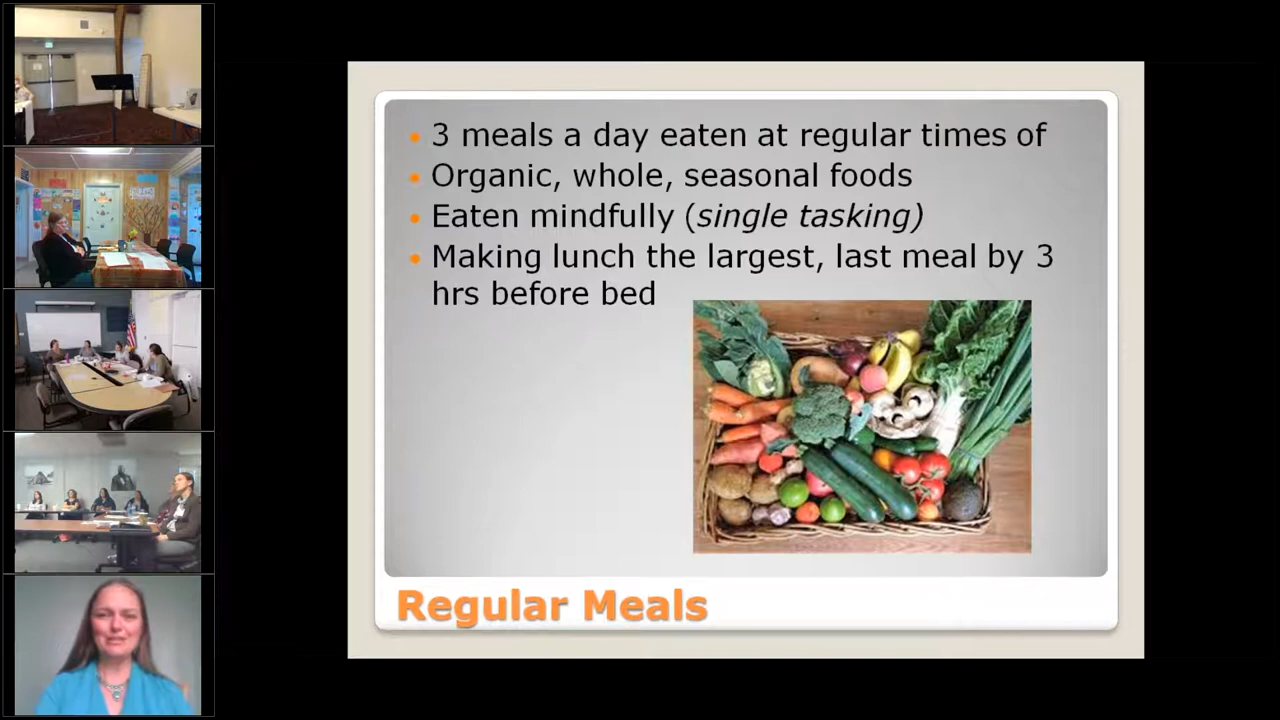 3 meals a day eaten at regular times of
Organic, whole, seasonal foods
Eaten mindfully (single tasking)
Making lunch the largest, last meal by 3
hrs before bed
Regular Meals